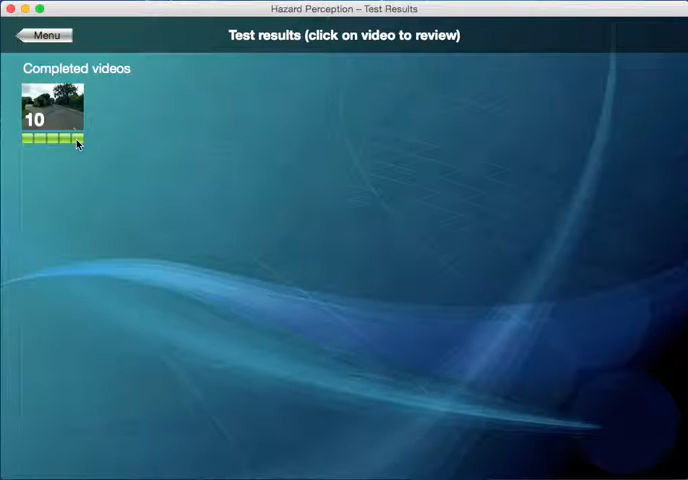 Hazard Perception – Test Results
Menu
Test results (click on video to review)
Completed videos
10